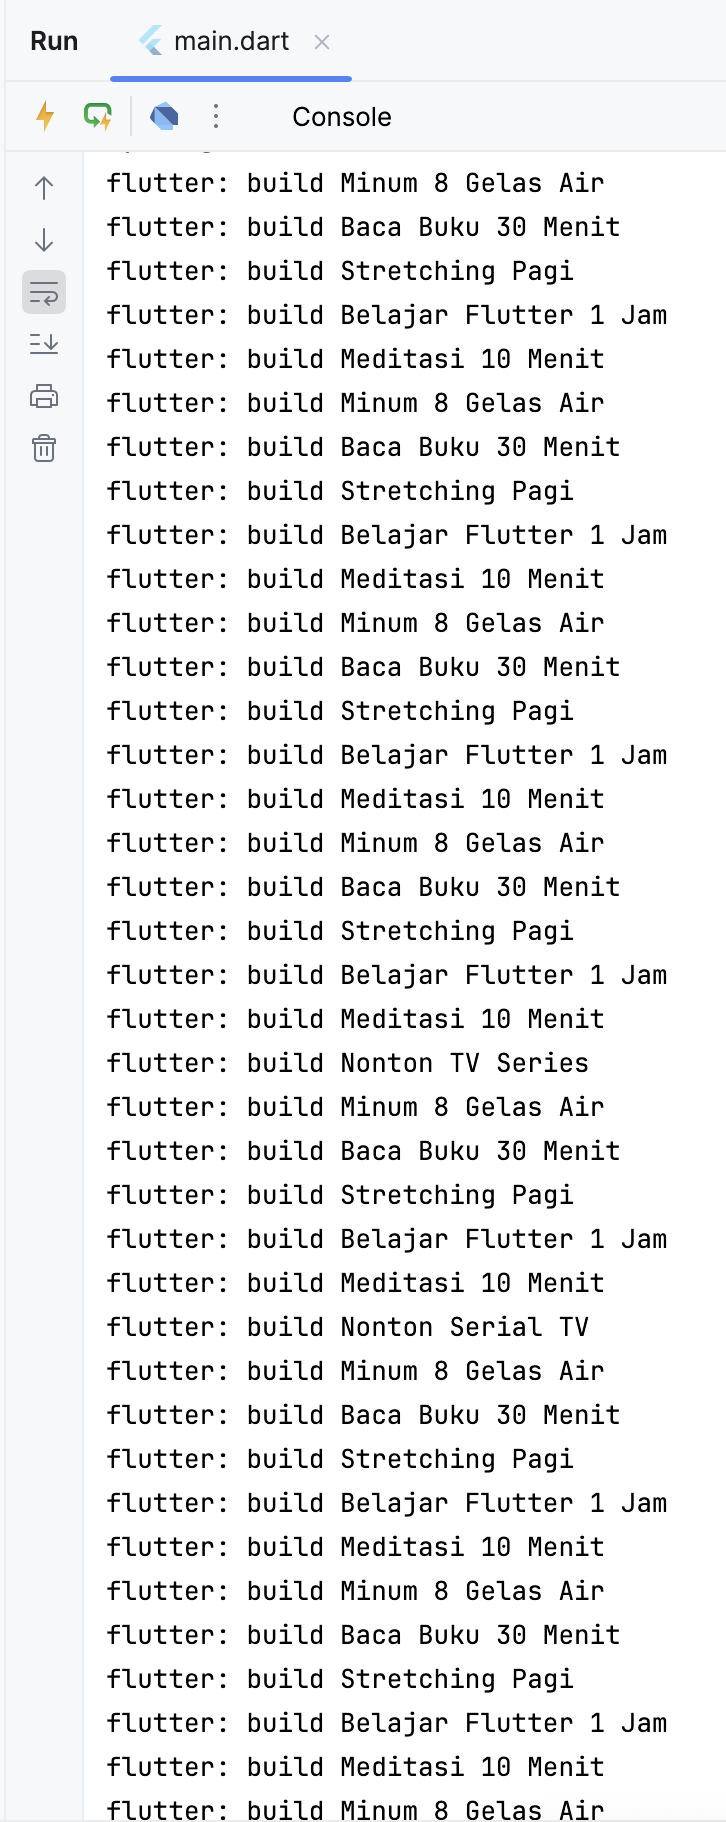 Run
main.dart
Console
flutter: build Minum 8 Gelas Air
flutter: build Baca Buku 30 Menit
flutter: build Stretching Pagi
flutter: build Belajar Flutter 1 Jam
flutter: build Meditasi 10 Menit
flutter: build Minum 8 Gelas Air
flutter: build Baca Buku 30 Menit
flutter: build Stretching Pagi
flutter: build Belajar Flutter 1 Jam
flutter: build Meditasi 10 Menit
flutter: build Minum 8 Gelas Air
flutter: build Baca Buku 30 Menit
flutter: build Stretching Pagi
flutter: build Belajar Flutter 1 Jam
flutter: build Meditasi 10 Menit
flutter: build Minum 8 Gelas Air
flutter: build Baca Buku 30 Menit
flutter: build Stretching Pagi
flutter: build Belajar Flutter 1 Jam
flutter: build Meditasi 10 Menit
flutter: build Nonton TV Series
flutter: build Minum 8 Gelas Air
flutter: build Baca Buku 30 Menit
flutter: build Stretching Pagi
flutter: build Belajar Flutter 1 Jam
flutter: build Meditasi 10 Menit
flutter: build Nonton Serial TV
flutter: build Minum 8 Gelas Air
flutter: build Baca Buku 30 Menit
flutter: build Stretching Pagi
flutter: build Belajar Flutter 1 Jam
flutter: build Meditasi 10 Menit
flutter: build Minum 8 Gelas Air
flutter: build Baca Buku 30 Menit
flutter: build Stretching Pagi
flutter: build Belajar Flutter 1 Jam
flutter: build Meditasi 10 Menit
flutter: build Minum 8 Gelas Air